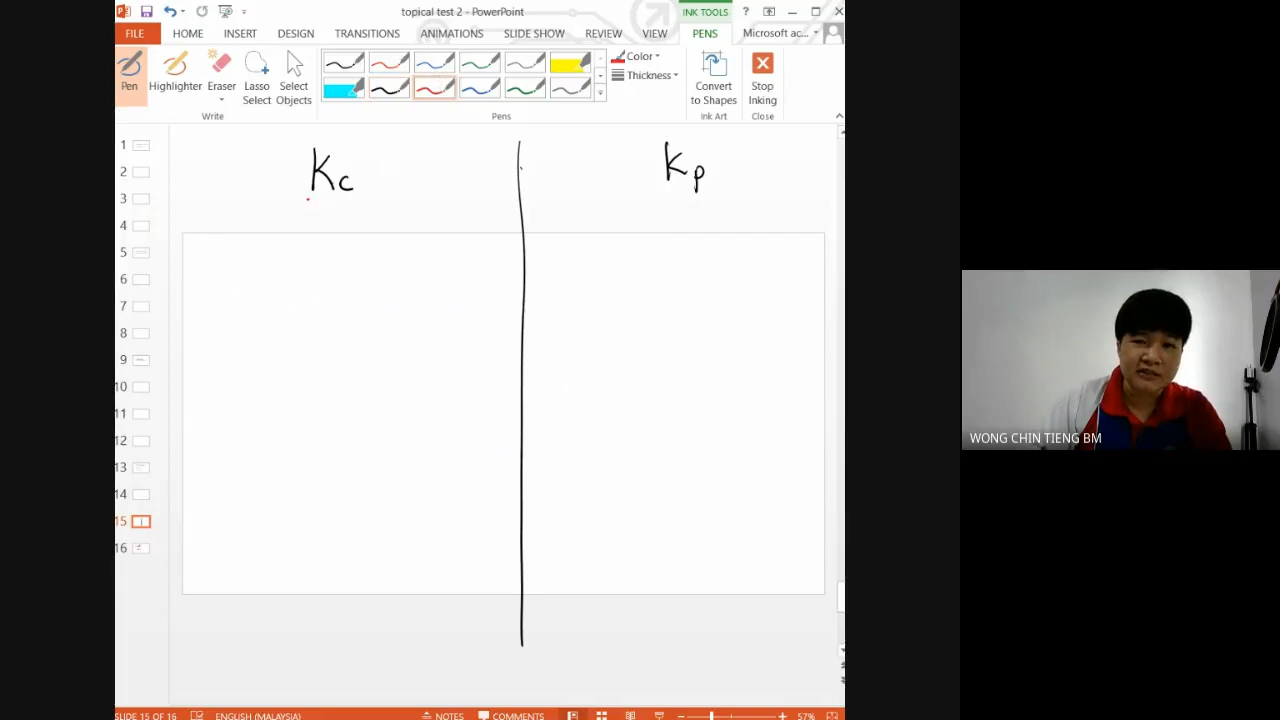 topical test 2 - PowerPoint
INK TOOLS
?
FILE
HOME
INSERT
DESIGN
TRANSITIONS
ANIMATIONS
SLIDE SHOW
REVIEW
VIEW
PENS
Microsoft ac...
Pen
Highlighter
Eraser
Lasso Select
Select Objects
Color
Thickness
Convert to Shapes
Stop Inking
Write
Pens
Ink Art
Close
1
2
3
4
5
6
7
8
9
10
11
12
13
14
15
16
Kc
Kp
WONG CHIN TIENG BM
SLIDE 15 OF 16
ENGLISH (MALAYSIA)
NOTES
COMMENTS
57%